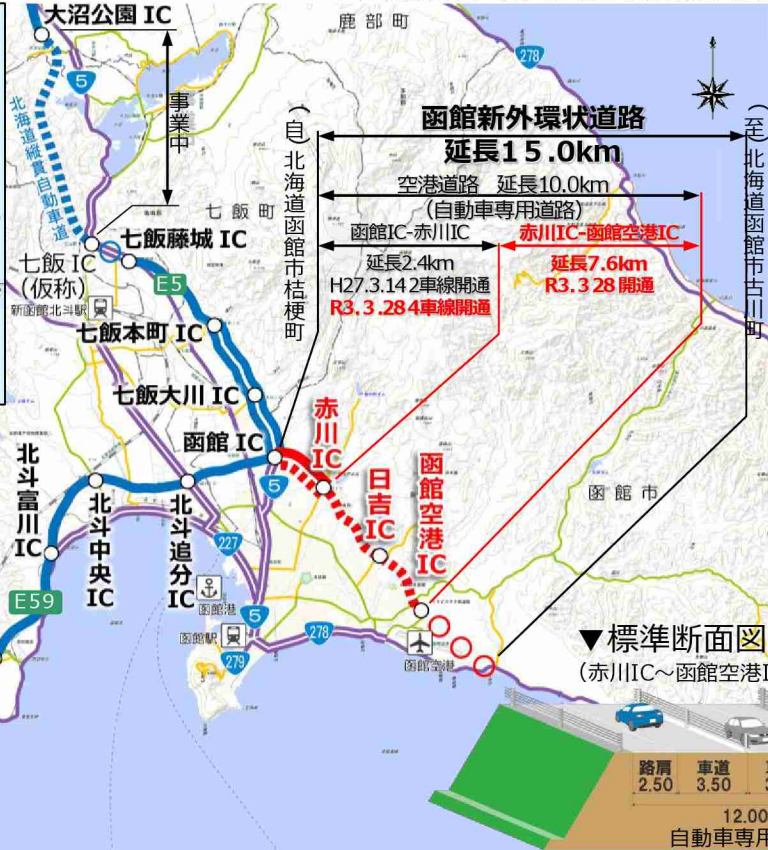 大沼公園 IC
鹿部町
278
5
事業中
北海道縦貫自動車道
(自)北海道函館市桔梗町
函館新外環状道路
延長15.0km
空港道路 延長10.0km
(自動車専用道路)
函館IC-赤川IC
延長2.4km
H27.3.14 2車線開通
R3.3.28 4車線開通
赤川IC-函館空港IC
延長7.6km
R3.3 28 開通
(至)北海道函館市古川町
七飯町
七飯藤城 IC
七飯 IC
(仮称)
新函館北斗駅
E5
七飯本町 IC
七飯大川 IC
函館 IC
赤川IC
日吉IC
函館空港IC
函館市
北斗富川IC
北斗中央IC
北斗追分IC
5
227
E59
函館港
函館駅
5
278
279
函館空港
▼標準断面図
(赤川IC~函館空港I
路肩
2.50
車道
3.50
12.00
自動車専用